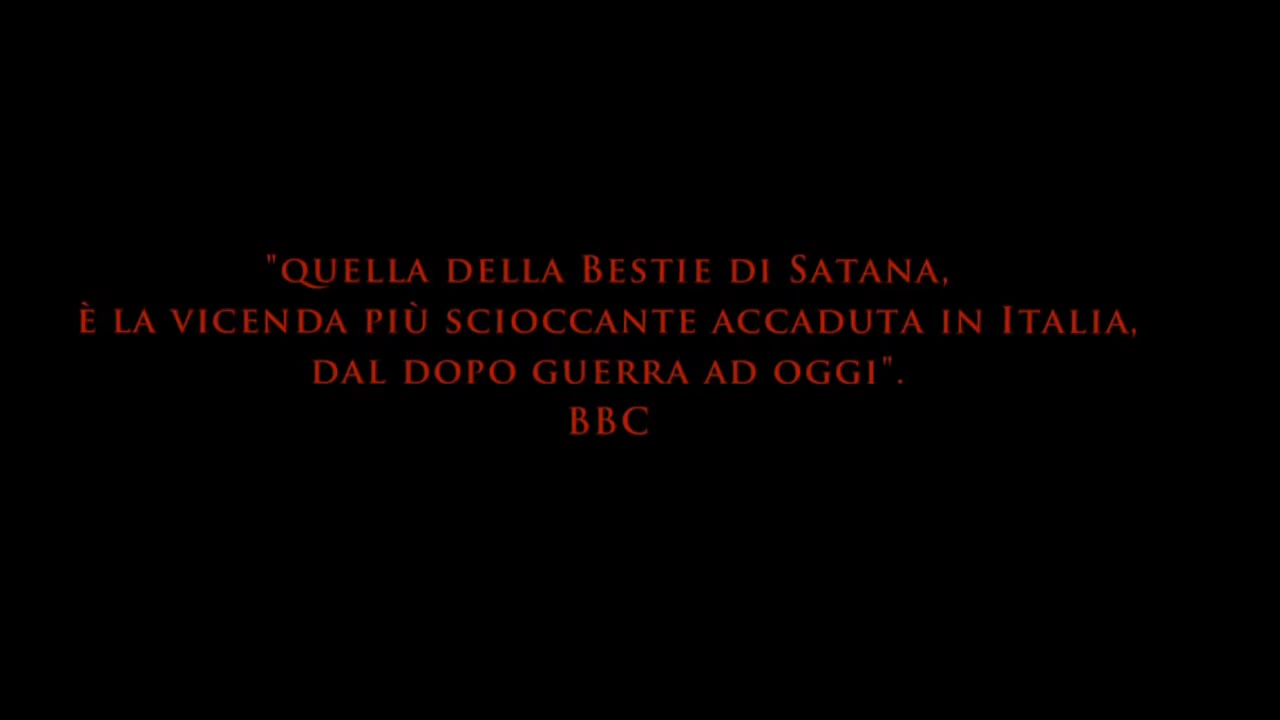 "quella della Bestie di Satana,
è la vicenda più scioccante accaduta in Italia,
dal dopo guerra ad oggi".
BBC